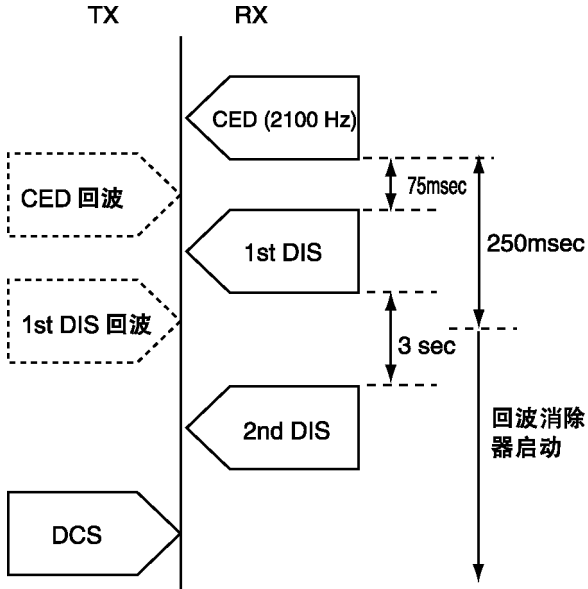 TX RX
CED (2100 Hz)
75msec
CED 回波
250msec
1st DIS
1st DIS 回波
3 sec
2nd DIS
回波消除
器启动
DCS